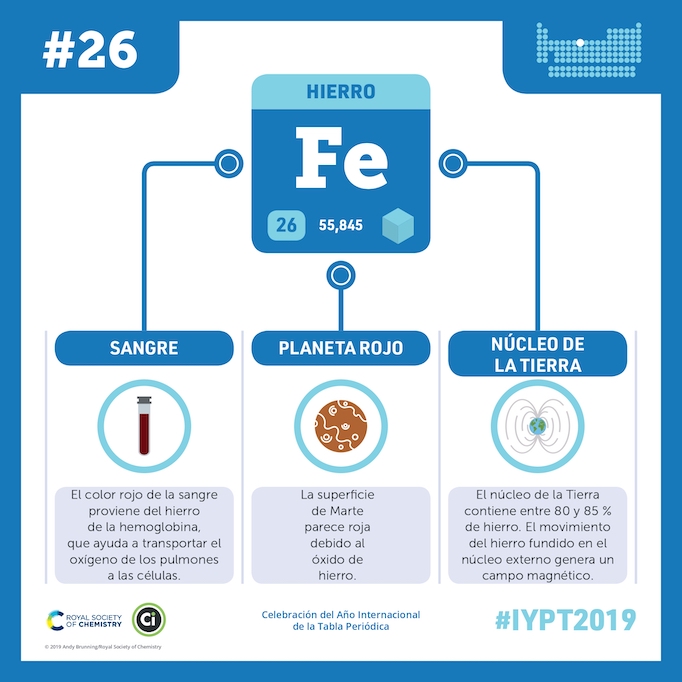 #26
HIERRO
Fe
26
55,845
SANGRE
El color rojo de la sangre
proviene del hierro
de la hemoglobina,
que ayuda a transportar el
oxígeno de los pulmones
a las células.
PLANETA ROJO
La superficie
de Marte
parece roja
debido al
óxido de
hierro.
NÚCLEO DE
LA TIERRA
El núcleo de la Tierra
contiene entre 80 y 85 %
de hierro. El movimiento
del hierro fundido en el
núcleo externo genera un
campo magnético.
ROYAL SOCIETY
OF CHEMISTRY
Ci
© 2019 Andy Brunning/Royal Society of Chemistry
Celebración del Año Internacional
de la Tabla Periódica
#IYPT2019